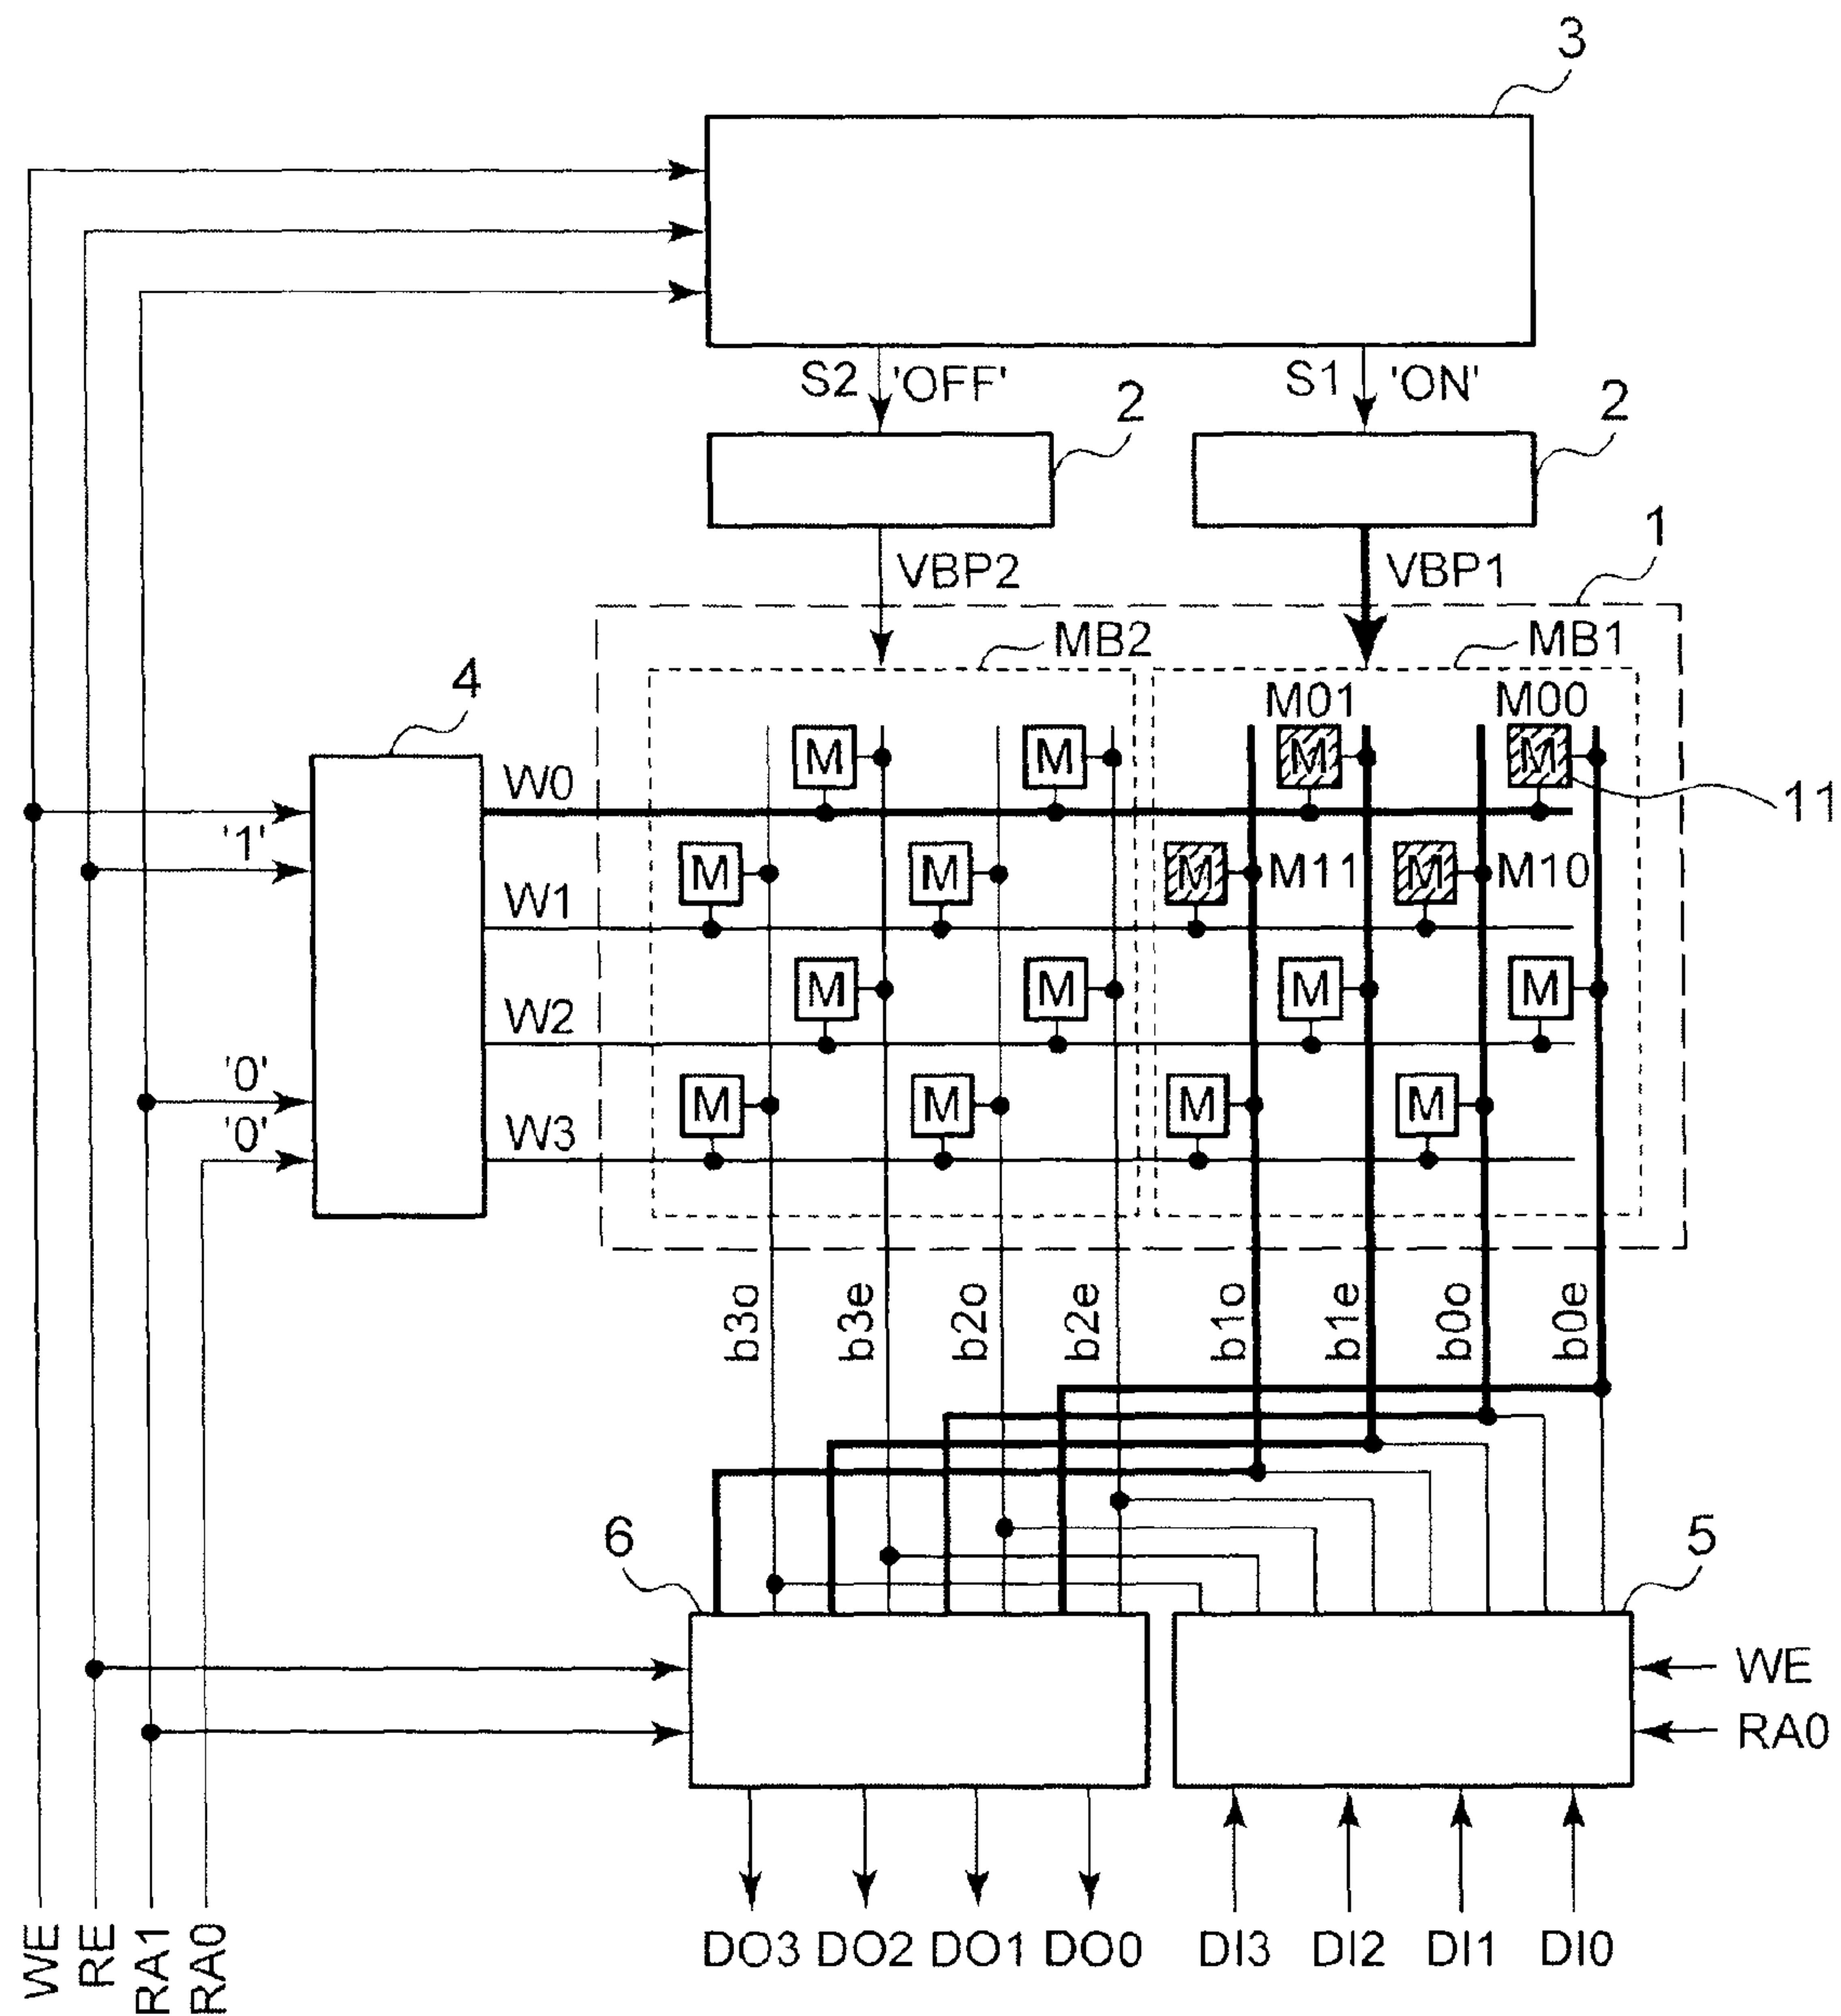 3
S2 'OFF' S1 'ON'
2 2
VBP2 VBP1 1
MB2 MB1
4 M01 M00
M M M M
W0 11
'1'
M M M M11 M M10
W1
M M M M
W2
'0'
M M M M
'0'
W3
b3o b3e b2o b2e b1o b1e b0o b0e
6 5
WE
RA0
WE RE RA1 RA0 DO3 DO2 DO1 DO0 DI3 DI2 DI1 DI0